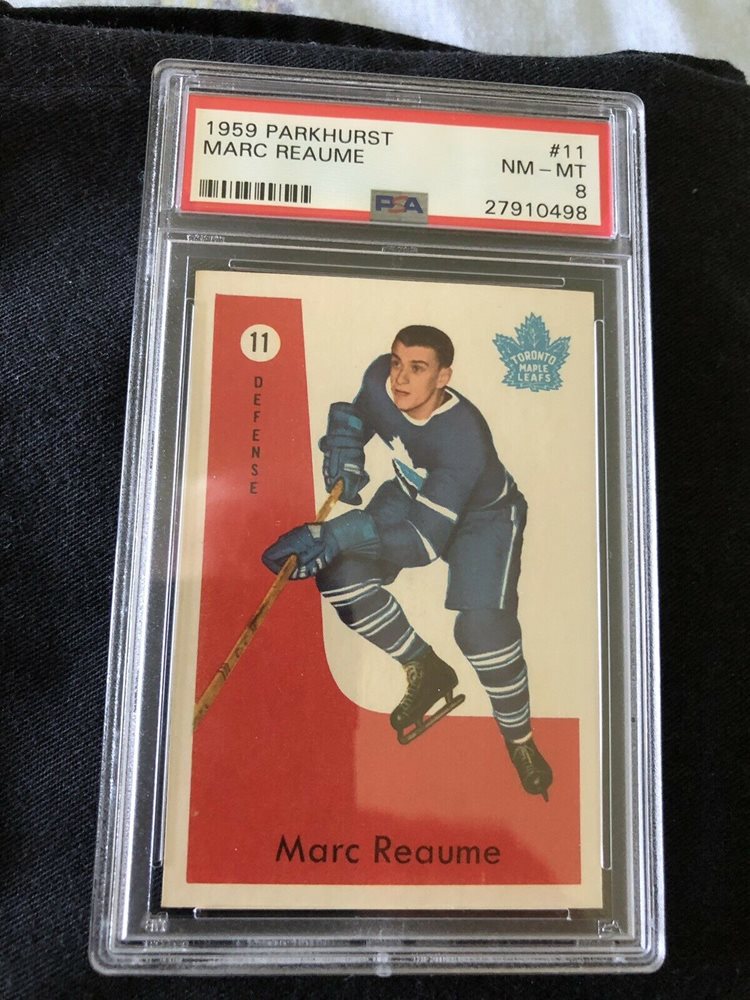 1959 PARKHURST
MARC REAUME
#11
NM - MT
8
27910498
PSA
11
DEFENSE
TORONTO
MAPLE
LEAFS
Marc Reaume